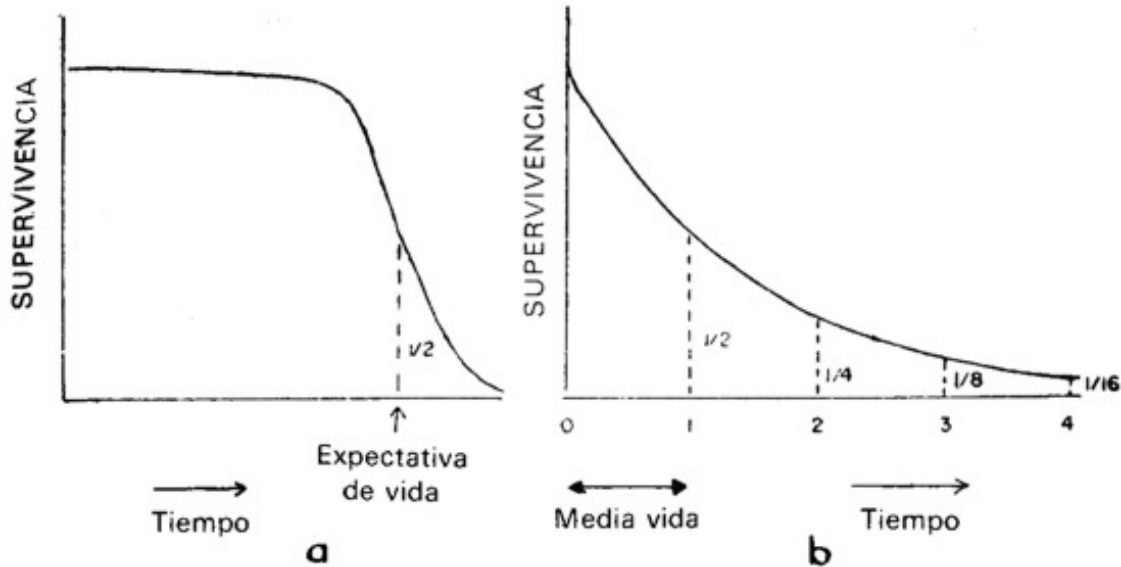 SUPERVIVENCIA
1/2
Expectativa
de vida
Tiempo
a
SUPERVIVENCIA
1/2
1/4
1/8
1/16
0
1
2
3
4
Media vida
Tiempo
b